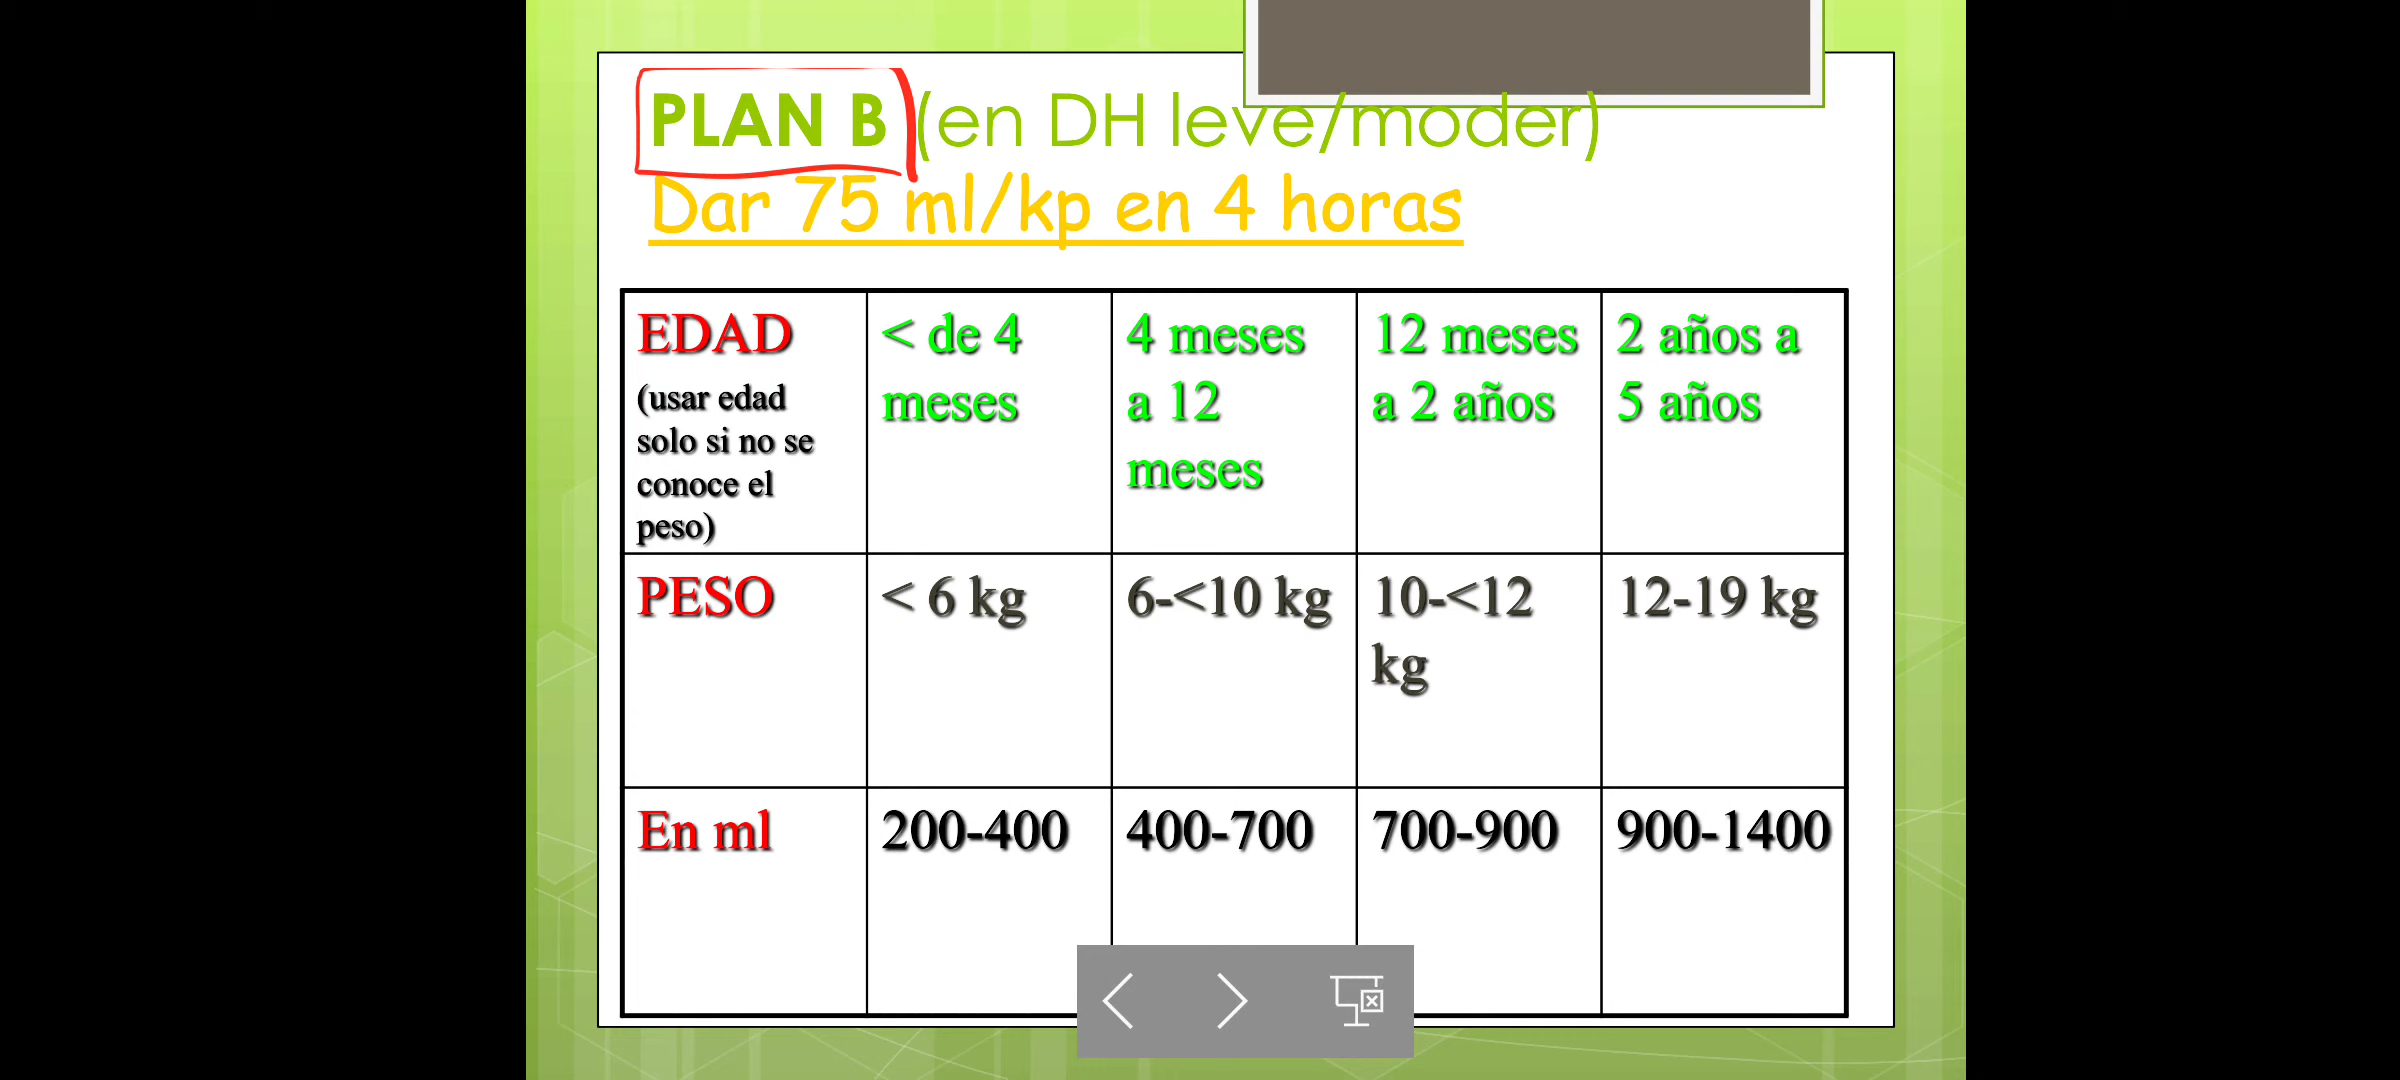 PLAN B (en DH leve/moder)
Dar 75 ml/kp en 4 horas
EDAD
(usar edad
solo si no se
conoce el
peso)
< de 4
meses
4 meses
a 12
meses
12 meses
a 2 años
2 años a
5 años
PESO
< 6 kg
6-<10 kg
10-<12
kg
12-19 kg
En ml
200-400
400-700
700-900
900-1400